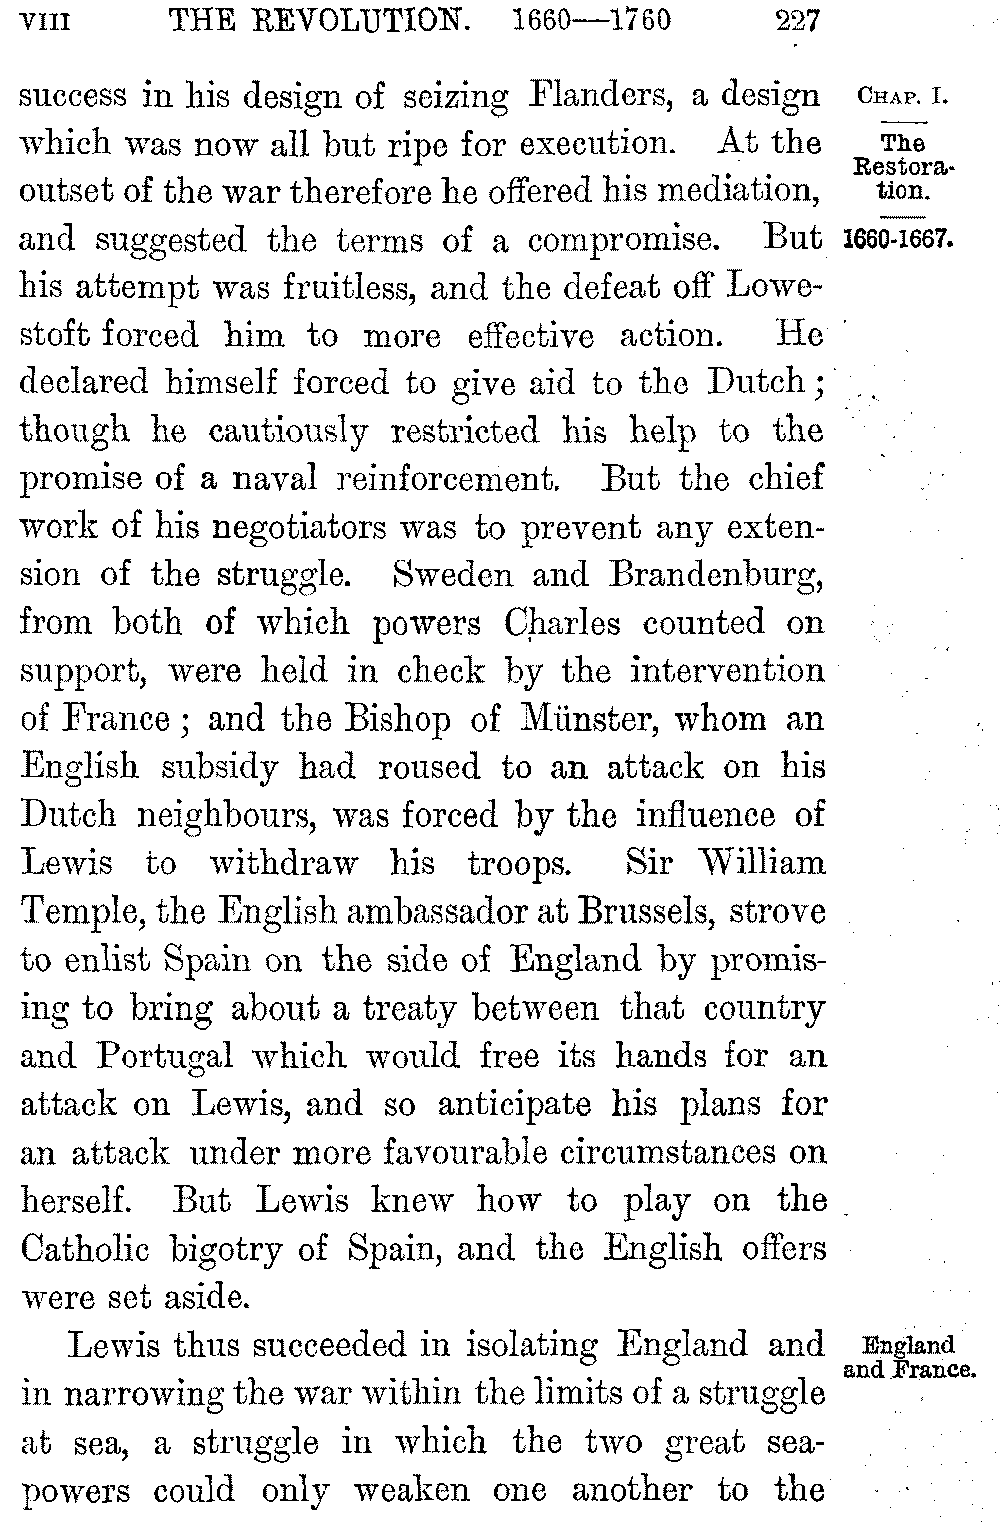 VIII THE REVOLUTION. 1660—1760 227
success in his design of seizing Flanders, a design
which was now all but ripe for execution. At the
outset of the war therefore he offered his mediation,
and suggested the terms of a compromise. But
his attempt was fruitless, and the defeat off Lowe-
stoft forced him to more effective action. He
declared himself forced to give aid to the Dutch ;
though he cautiously restricted his help to the
promise of a naval reinforcement. But the chief
work of his negotiators was to prevent any exten-
sion of the struggle. Sweden and Brandenburg,
from both of which powers Charles counted on
support, were held in check by the intervention
of France ; and the Bishop of Münster, whom an
English subsidy had roused to an attack on his
Dutch neighbours, was forced by the influence of
Lewis to withdraw his troops. Sir William
Temple, the English ambassador at Brussels, strove
to enlist Spain on the side of England by promis-
ing to bring about a treaty between that country
and Portugal which would free its hands for an
attack on Lewis, and so anticipate his plans for
an attack under more favourable circumstances on
herself. But Lewis knew how to play on the
Catholic bigotry of Spain, and the English offers
were set aside.
Lewis thus succeeded in isolating England and
in narrowing the war within the limits of a struggle
at sea, a struggle in which the two great sea-
powers could only weaken one another to the
CHAP. I.
The
Restora-
tion.
1660-1667.
England
and France.